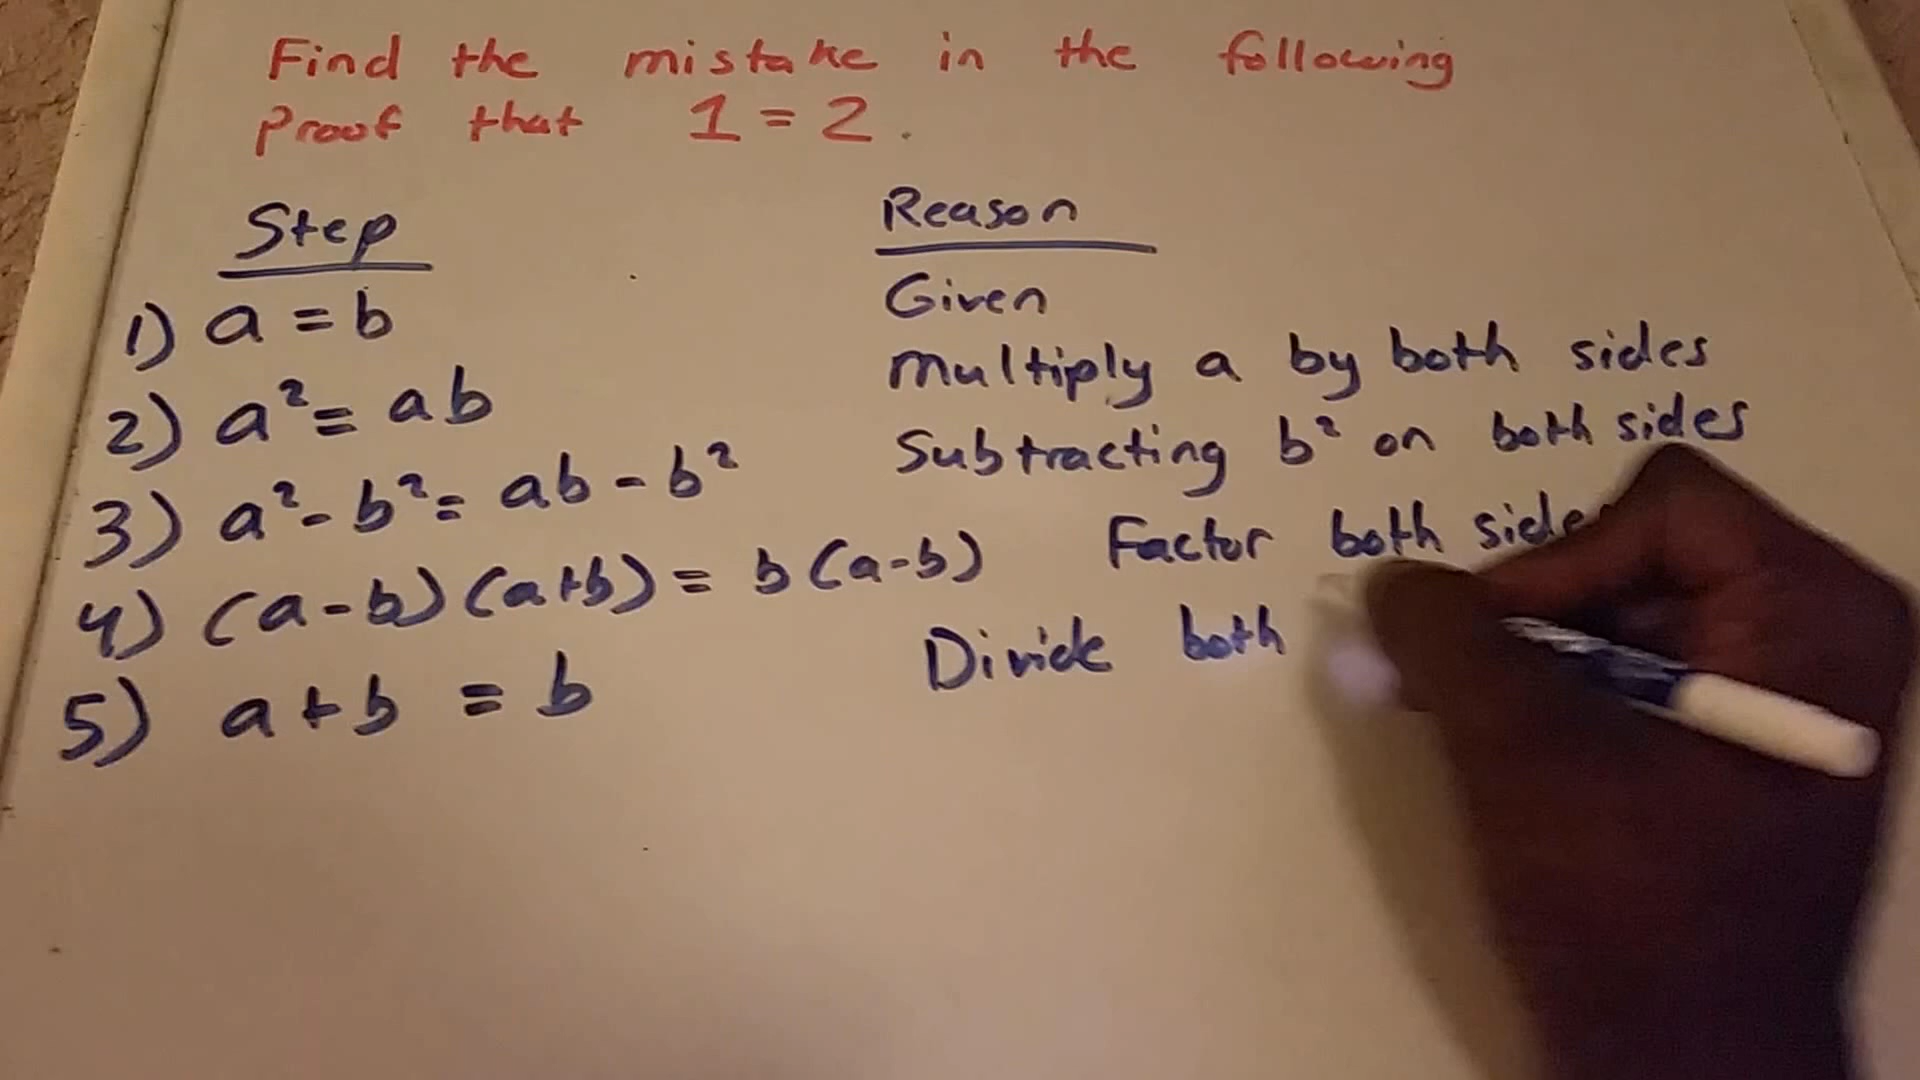 Find the mistake in the following
Proof that 1 = 2.
Step Reason
1) a = b Given
2) a² = ab Multiply a by both sides
3) a² - b² = ab - b² Subtracting b² on both sides
4) (a - b)(a+b) = b(a-b) Factor both side
5) a + b = b Divide both